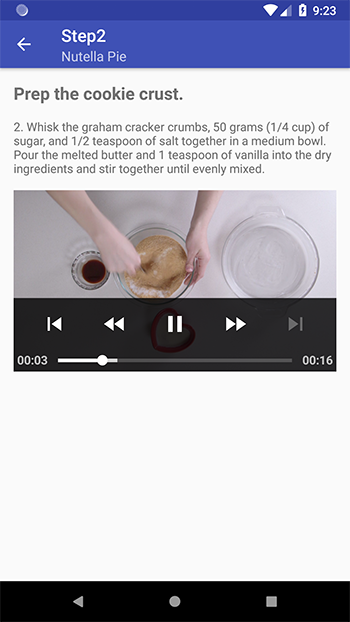 9:23
Step2
Nutella Pie
Prep the cookie crust.
2. Whisk the graham cracker crumbs, 50 grams (1/4 cup) of
sugar, and 1/2 teaspoon of salt together in a medium bowl.
Pour the melted butter and 1 teaspoon of vanilla into the dry
ingredients and stir together until evenly mixed.
00:03
00:16